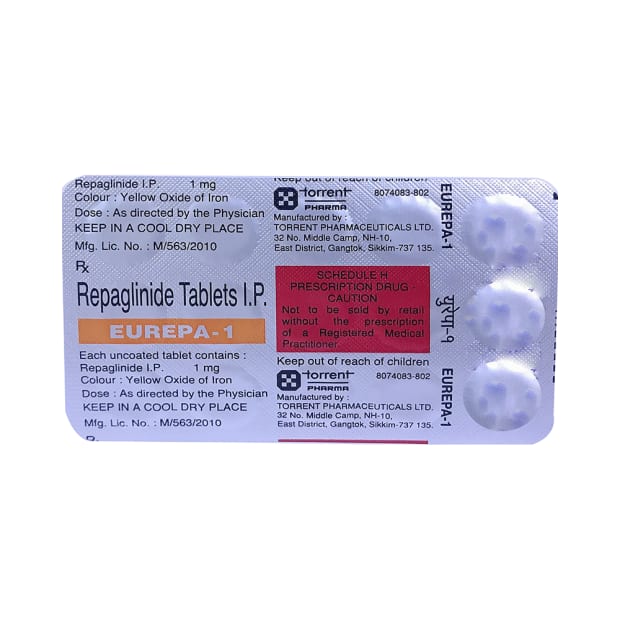 Repaglinide I.P. 1 mg
Colour : Yellow Oxide of Iron
Dose : As directed by the Physician
KEEP IN A COOL DRY PLACE
Mfg. Lic. No. : M/563/2010
Rx
Repaglinide Tablets I.P.
EUREPA-1
Each uncoated tablet contains :
Repaglinide I.P. 1 mg
Colour : Yellow Oxide of Iron
Dose : As directed by the Physician
KEEP IN A COOL DRY PLACE
Mfg. Lic. No. : M/563/2010
Keep out of reach of children
torrent 8074083-802
PHARMA
Manufactured by :
TORRENT PHARMACEUTICALS LTD.
32 No. Middle Camp, NH-10,
East District, Gangtok, Sikkim-737 135.
SCHEDULE H
PRESCRIPTION DRUG -
CAUTION
Not to be sold by retail
without the prescription
of a Registered Medical
Practitioner.
Keep out of reach of children
torrent 8074083-802
PHARMA
Manufactured by :
TORRENT PHARMACEUTICALS LTD.
32 No. Middle Camp, NH-10,
East District, Gangtok, Sikkim-737 135.
EUREPA-1
युरेपा-१
EUREPA-1